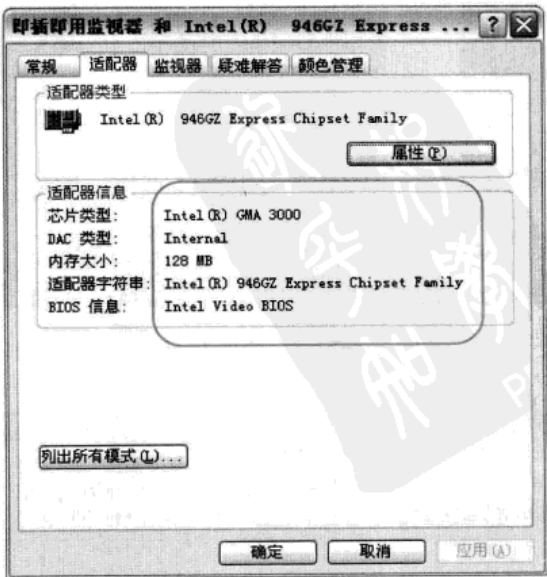 即插即用监视器 和 Intel(R) 946GZ Express ...
常规 适配器 监视器 疑难解答 颜色管理
适配器类型
Intel(R) 946GZ Express Chipset Family
属性(P)
适配器信息
芯片类型: Intel(R) GMA 3000
DAC 类型: Internal
内存大小: 128 MB
适配器字符串: Intel(R) 946GZ Express Chipset Family
BIOS 信息: Intel Video BIOS
列出所有模式(L)...
确定 取消 应用(A)